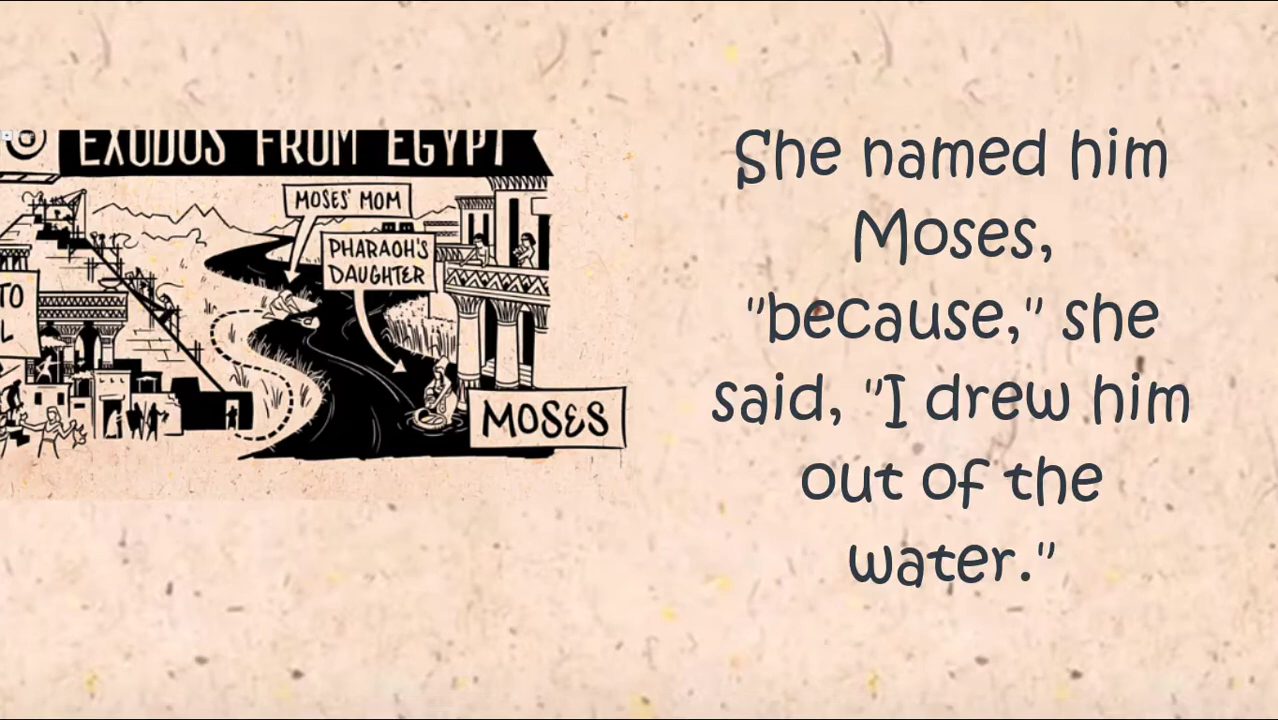 EXODUS FROM EGYPT
MOSES' MOM
PHARAOH'S
DAUGHTER
TO
L
MOSES
She named him
Moses,
"because," she
said, "I drew him
out of the
water."